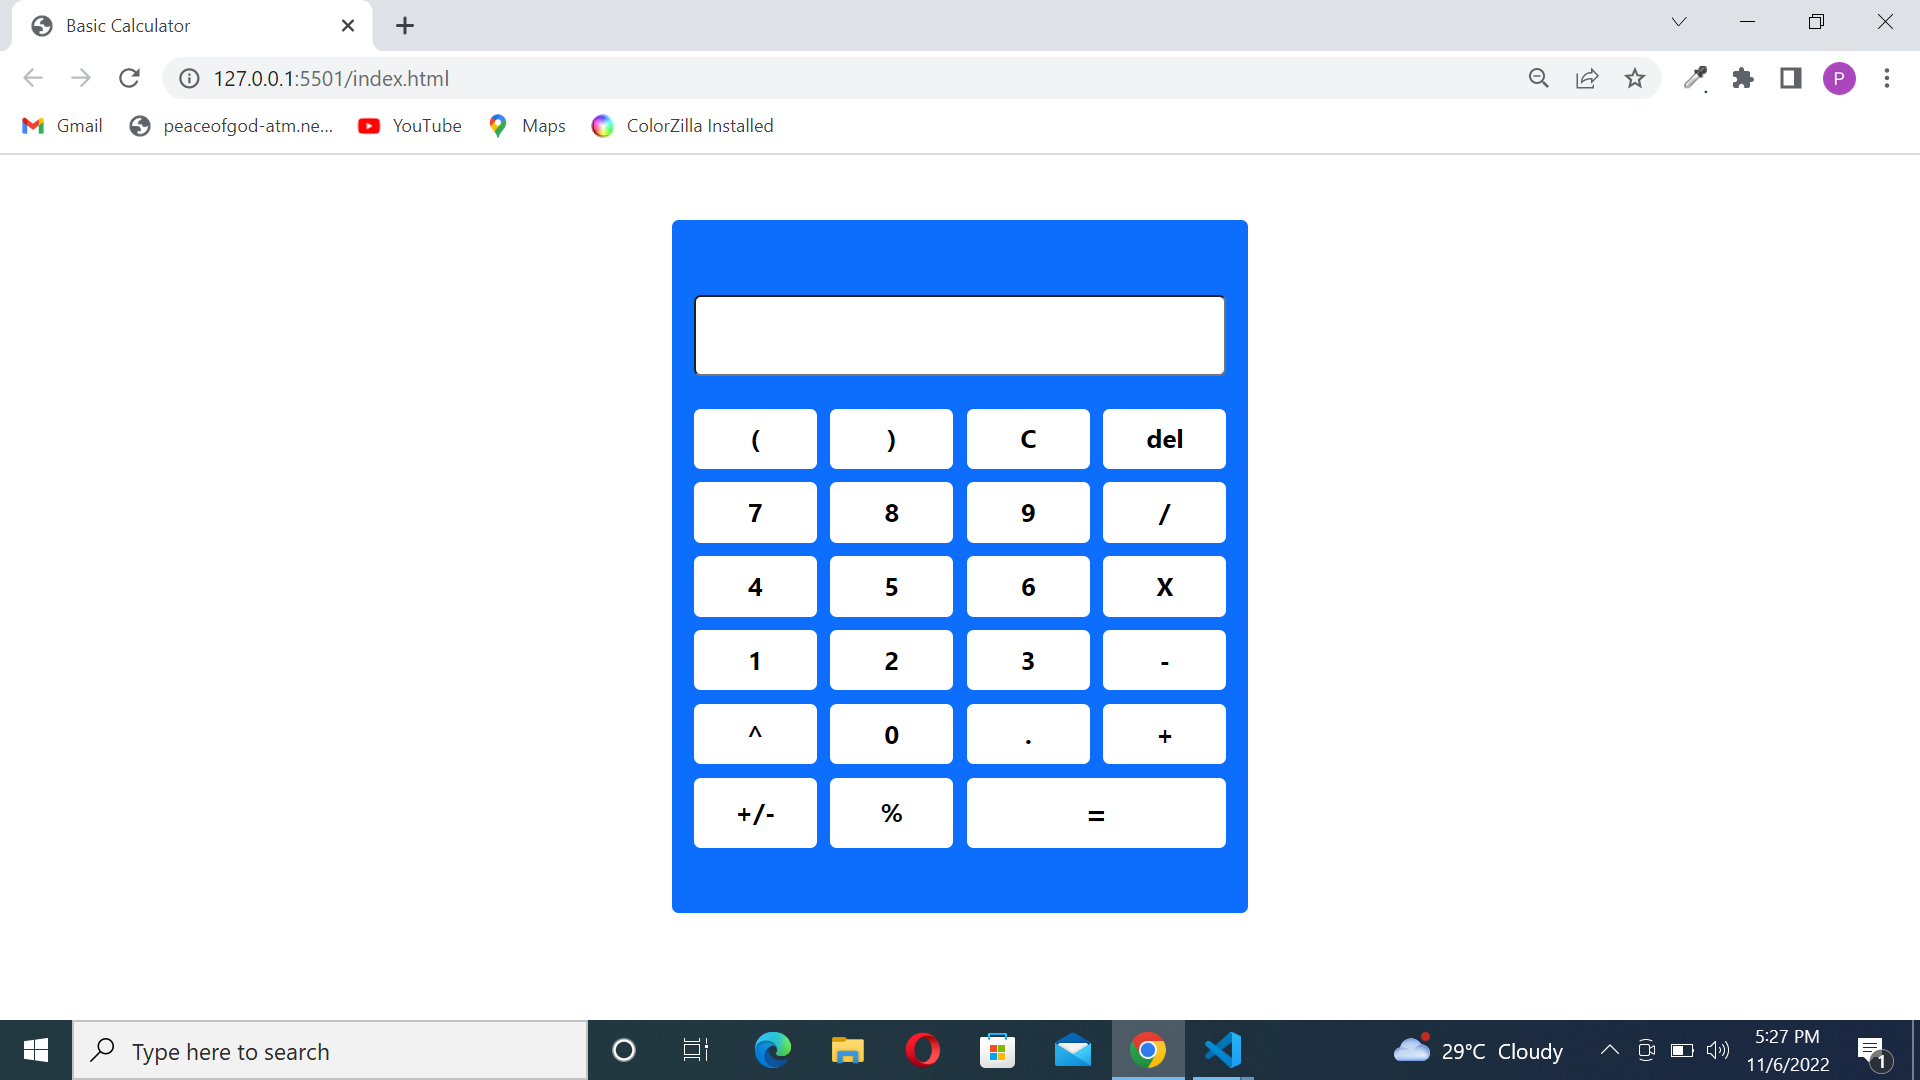 Basic Calculator
127.0.0.1:5501/index.html
P
Gmail peaceofgod-atm.ne... YouTube Maps ColorZilla Installed
( ) C del
7 8 9 /
4 5 6 X
1 2 3 -
^ 0 . +
+/- % =
Type here to search
29°C Cloudy
5:27 PM
11/6/2022
1